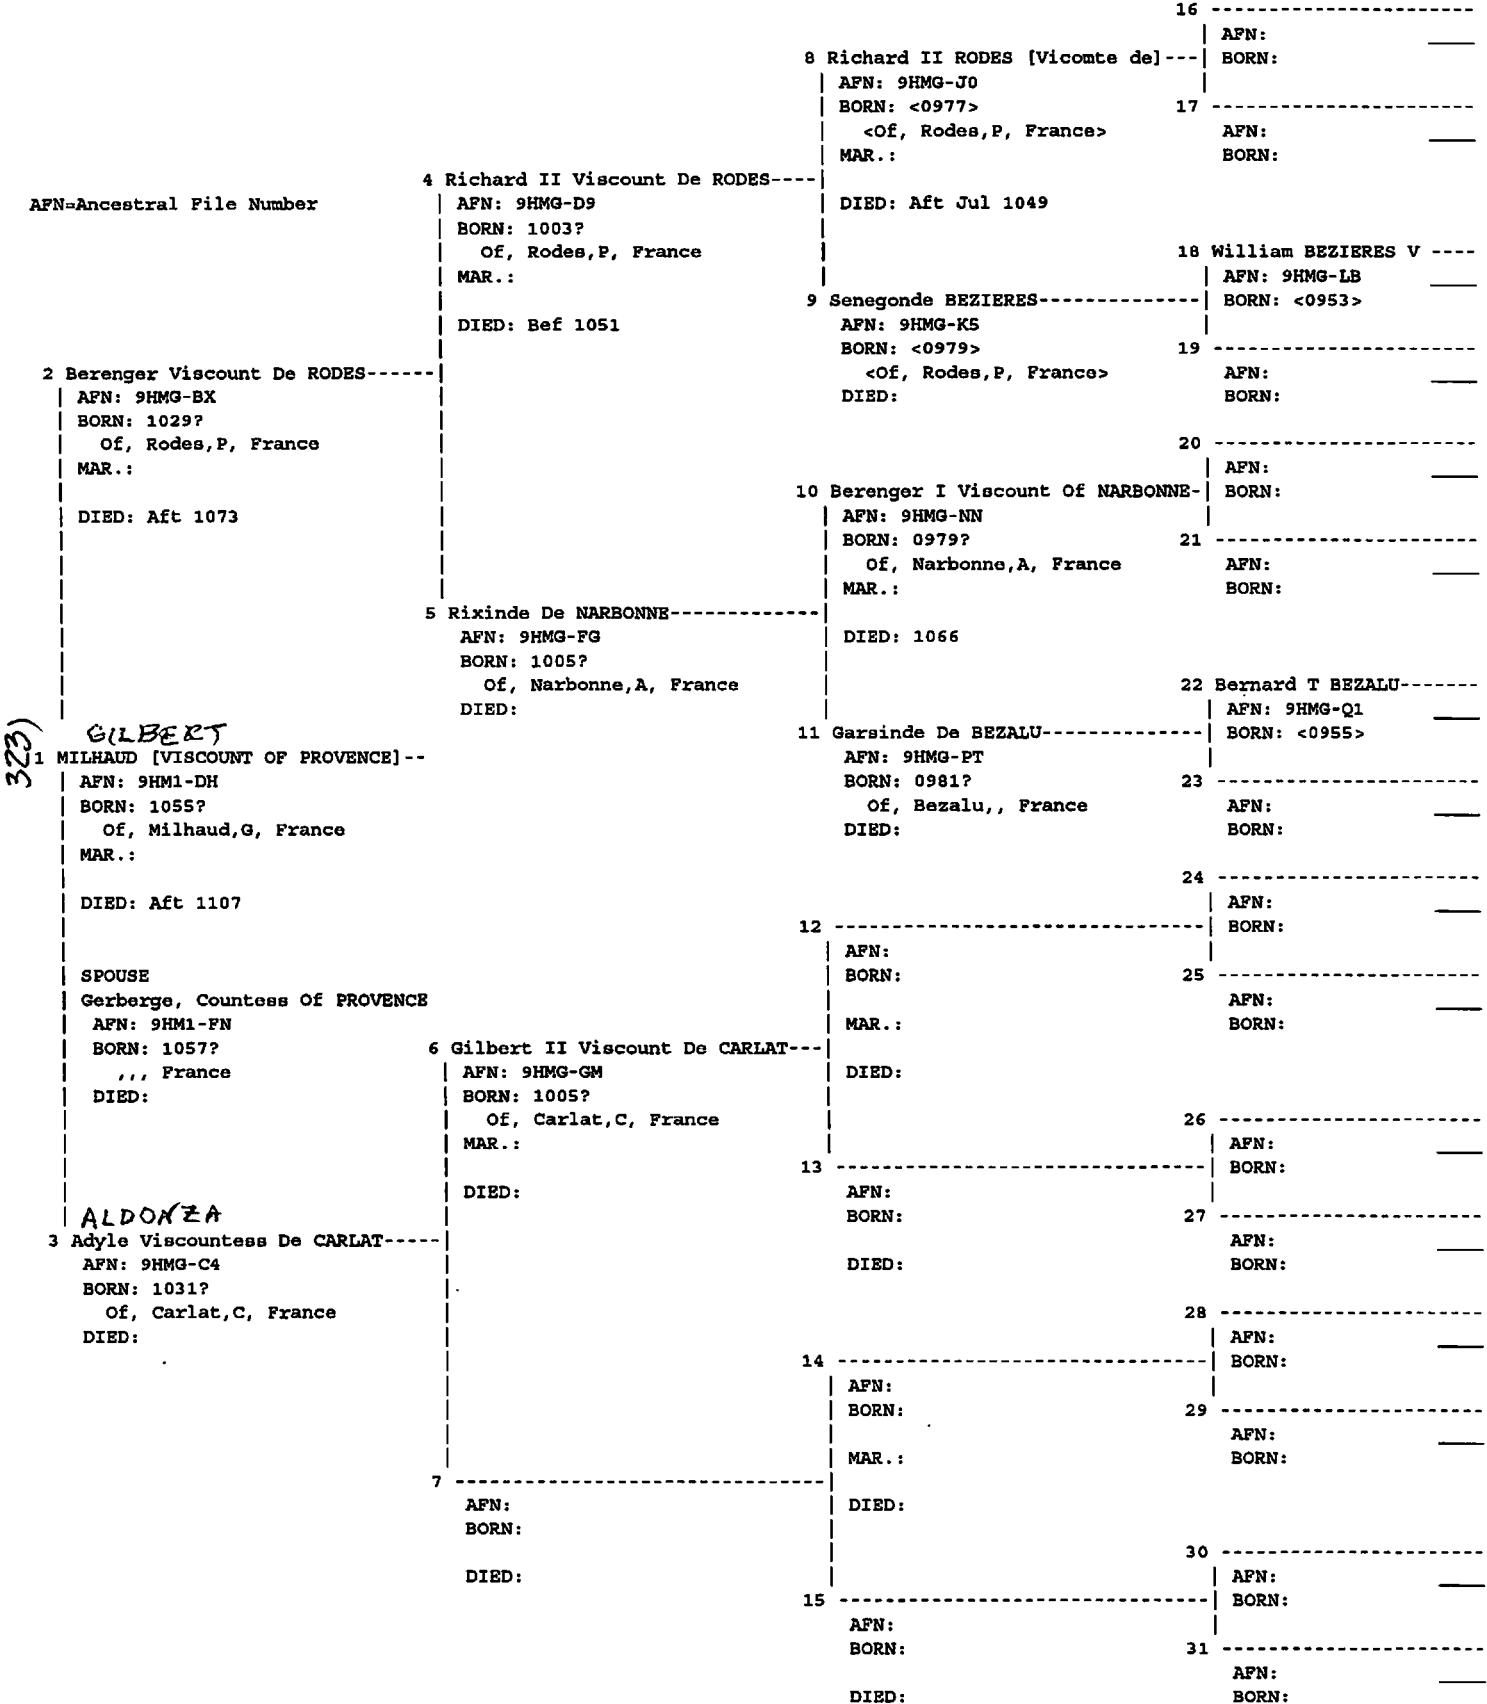 AFN=Ancestral File Number
323)
GILBERT
1 MILHAUD [VISCOUNT OF PROVENCE]--
AFN: 9HM1-DH
BORN: 1055?
Of, Milhaud,G, France
MAR.:
DIED: Aft 1107
SPOUSE
Gerberge, Countess Of PROVENCE
AFN: 9HM1-FN
BORN: 1057?
,,, France
DIED:
2 Berenger Viscount De RODES------
AFN: 9HMG-BX
BORN: 1029?
Of, Rodes,P, France
MAR.:
DIED: Aft 1073
ALDONZA
3 Adyle Viscountess De CARLAT-----
AFN: 9HMG-C4
BORN: 1031?
Of, Carlat,C, France
DIED:
4 Richard II Viscount De RODES----
AFN: 9HMG-D9
BORN: 1003?
Of, Rodes,P, France
MAR.:
DIED: Bef 1051
5 Rixinde De NARBONNE-------------
AFN: 9HMG-FG
BORN: 1005?
Of, Narbonne,A, France
DIED:
6 Gilbert II Viscount De CARLAT---
AFN: 9HMG-GM
BORN: 1005?
Of, Carlat,C, France
MAR.:
DIED:
7 --------------------------------
AFN:
BORN:
DIED:
8 Richard II RODES [Vicomte de]---
AFN: 9HMG-J0
BORN: <0977>
<Of, Rodes,P, France>
MAR.:
DIED: Aft Jul 1049
9 Senegonde BEZIERES--------------
AFN: 9HMG-K5
BORN: <0979>
<Of, Rodes,P, France>
DIED:
10 Berenger I Viscount Of NARBONNE-
AFN: 9HMG-NN
BORN: 0979?
Of, Narbonne,A, France
MAR.:
DIED: 1066
11 Garsinde De BEZALU--------------
AFN: 9HMG-PT
BORN: 0981?
Of, Bezalu,, France
DIED:
12 --------------------------------
AFN:
BORN:
MAR.:
DIED:
13 --------------------------------
AFN:
BORN:
DIED:
14 --------------------------------
AFN:
BORN:
MAR.:
DIED:
15 --------------------------------
AFN:
BORN:
DIED:
16 -----------------------
AFN:
BORN:
17 -----------------------
AFN:
BORN:
18 William BEZIERES V ----
AFN: 9HMG-LB
BORN: <0953>
19 -----------------------
AFN:
BORN:
20 -----------------------
AFN:
BORN:
21 -----------------------
AFN:
BORN:
22 Bernard T BEZALU-------
AFN: 9HMG-Q1
BORN: <0955>
23 -----------------------
AFN:
BORN:
24 -----------------------
AFN:
BORN:
25 -----------------------
AFN:
BORN:
26 -----------------------
AFN:
BORN:
27 -----------------------
AFN:
BORN:
28 -----------------------
AFN:
BORN:
29 -----------------------
AFN:
BORN:
30 -----------------------
AFN:
BORN:
31 -----------------------
AFN:
BORN: